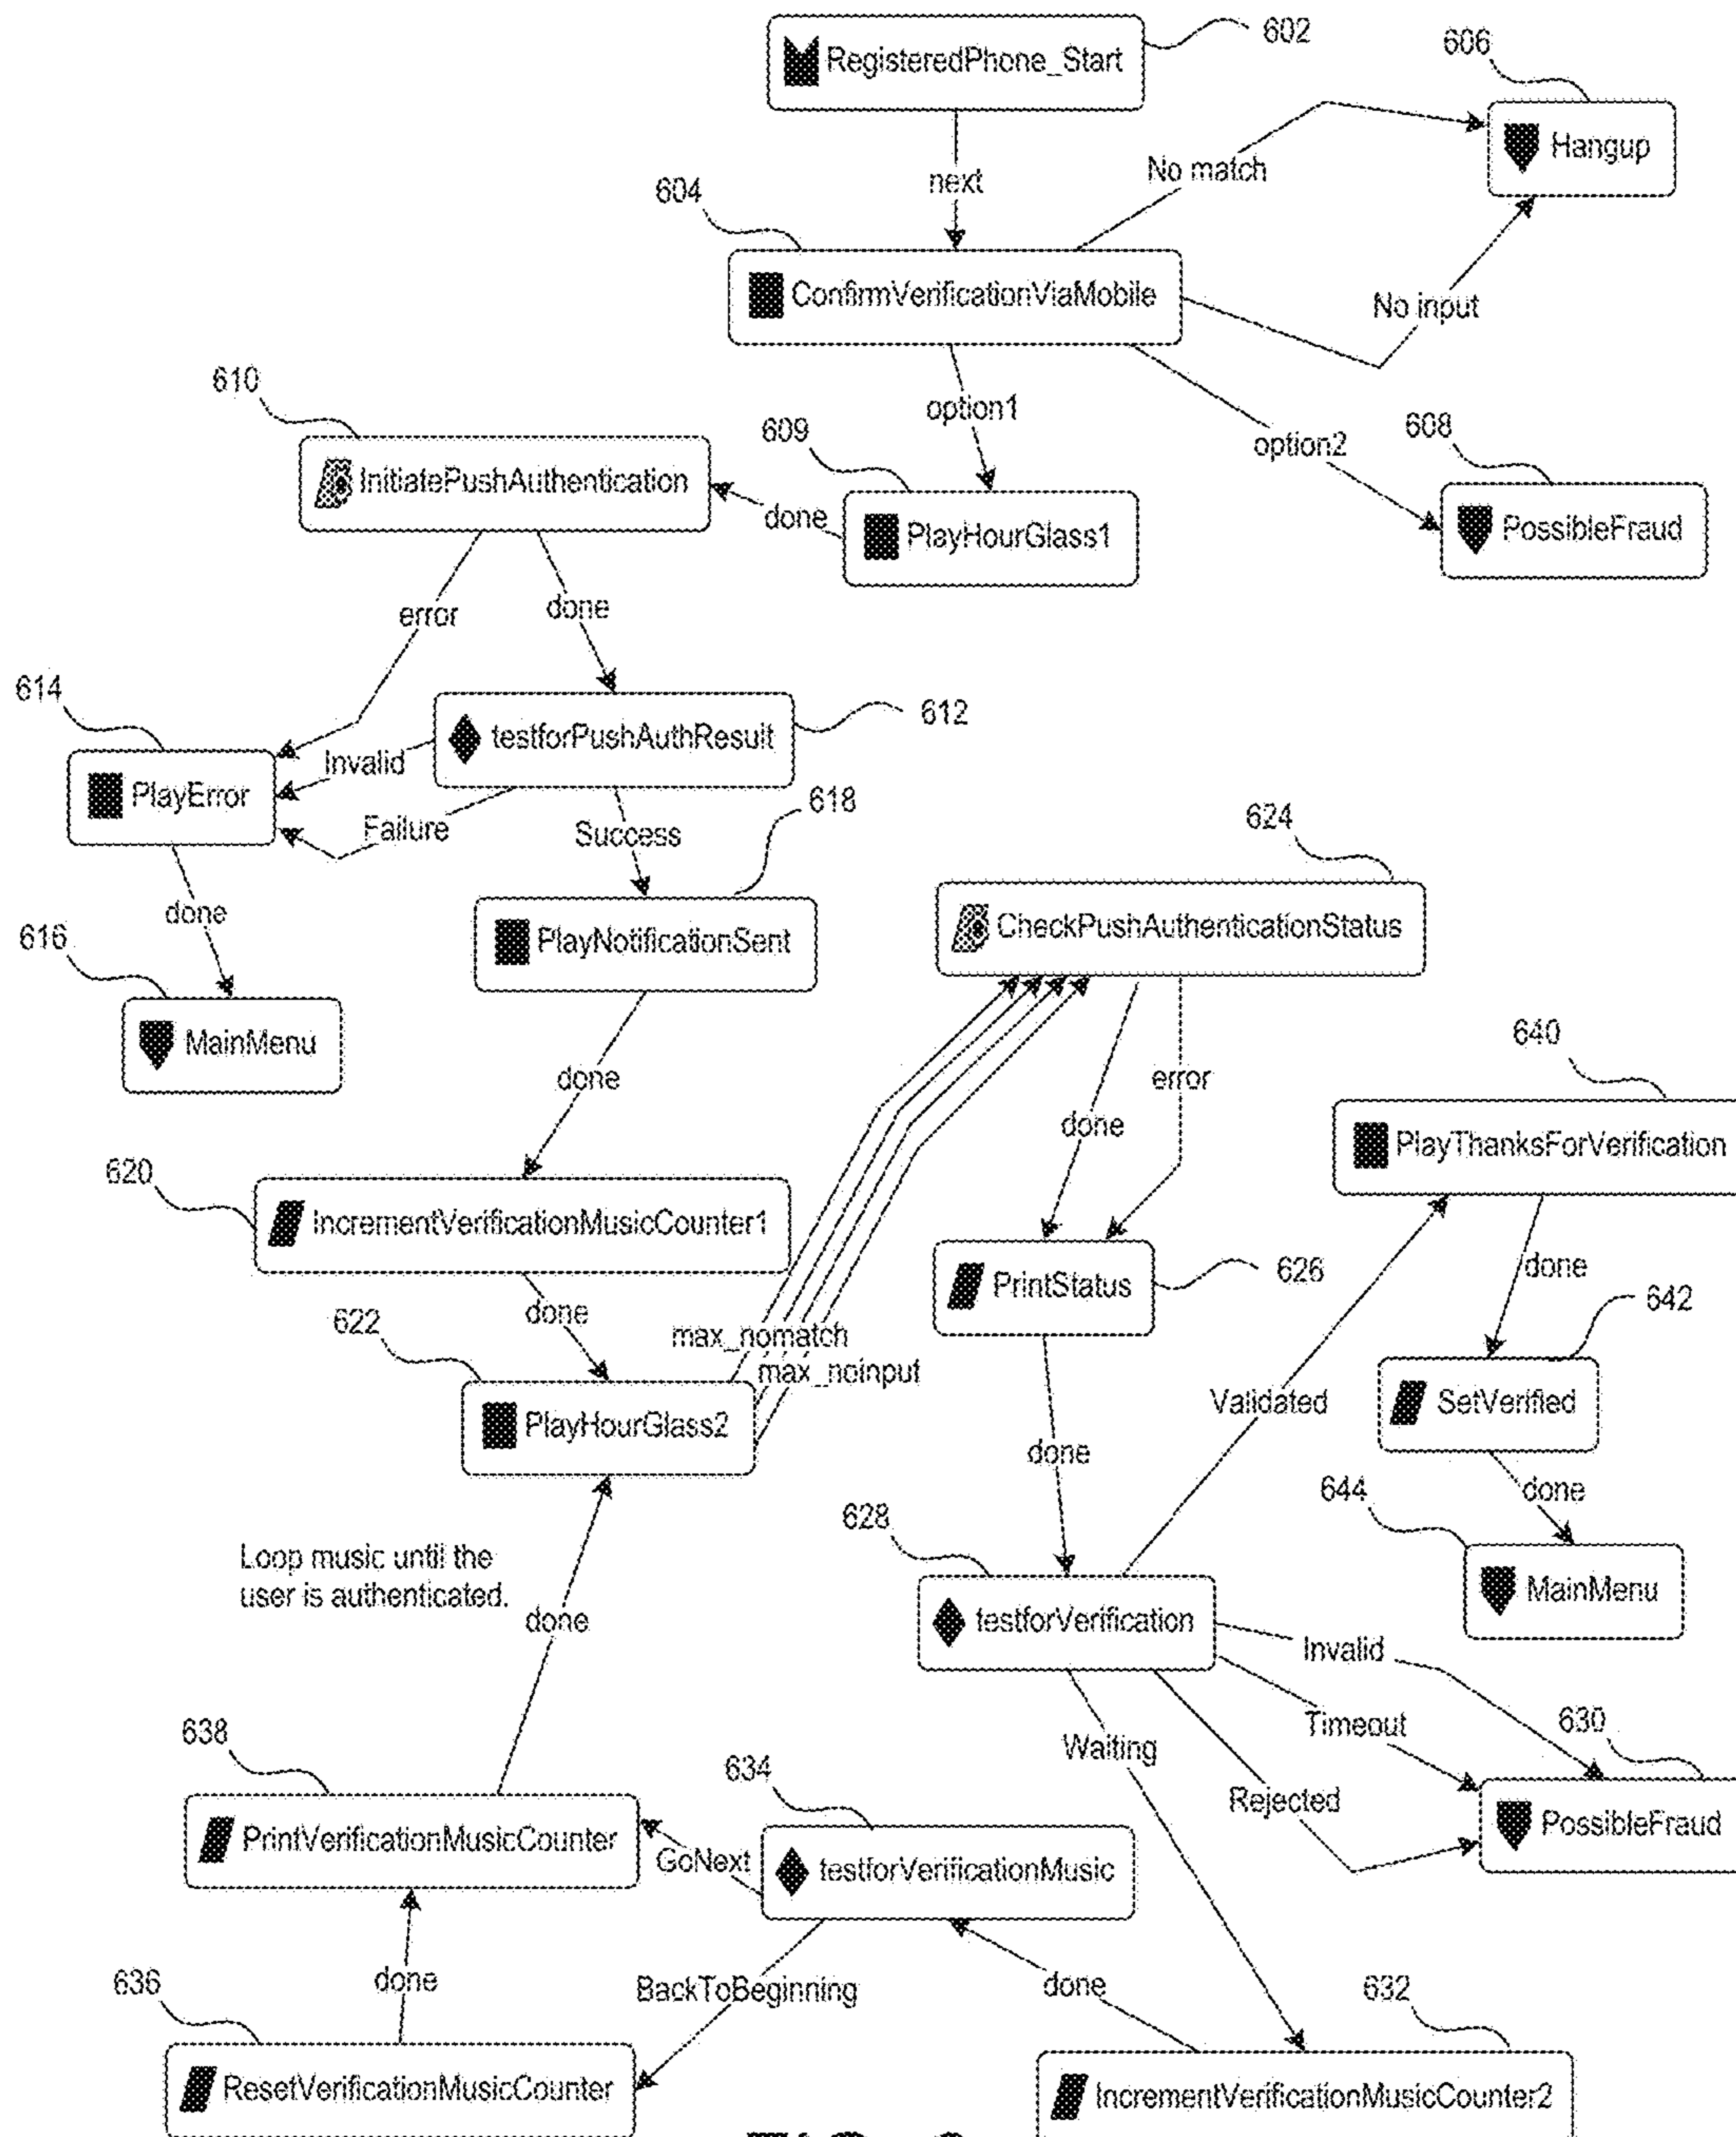 602
RegisteredPhone_Start
606
Hangup
next
No match
604
ConfirmVerificationViaMobile
No input
610
option1
609
option2
608
InitiatePushAuthentication
done
PlayHourGlass1
PossibleFraud
error
done
614
612
testforPushAuthResult
Invalid
PlayError
618
Failure
Success
624
done
616
PlayNotificationSent
CheckPushAuthenticationStatus
MainMenu
640
done
error
done
PlayThanksForVerification
620
IncrementVerificationMusicCounter1
done
626
PrintStatus
642
done
622
max_nomatch
max_noinput
PlayHourGlass2
Validated
SetVerified
done
done
644
628
Loop music until the
user is authenticated.
MainMenu
done
testforVerification
Invalid
638
Timeout
630
Waiting
634
Rejected
PrintVerificationMusicCounter
GoNext
testforVerificationMusic
PossibleFraud
636
done
BackToBeginning
done
632
ResetVerificationMusicCounter
IncrementVerificationMusicCounter2